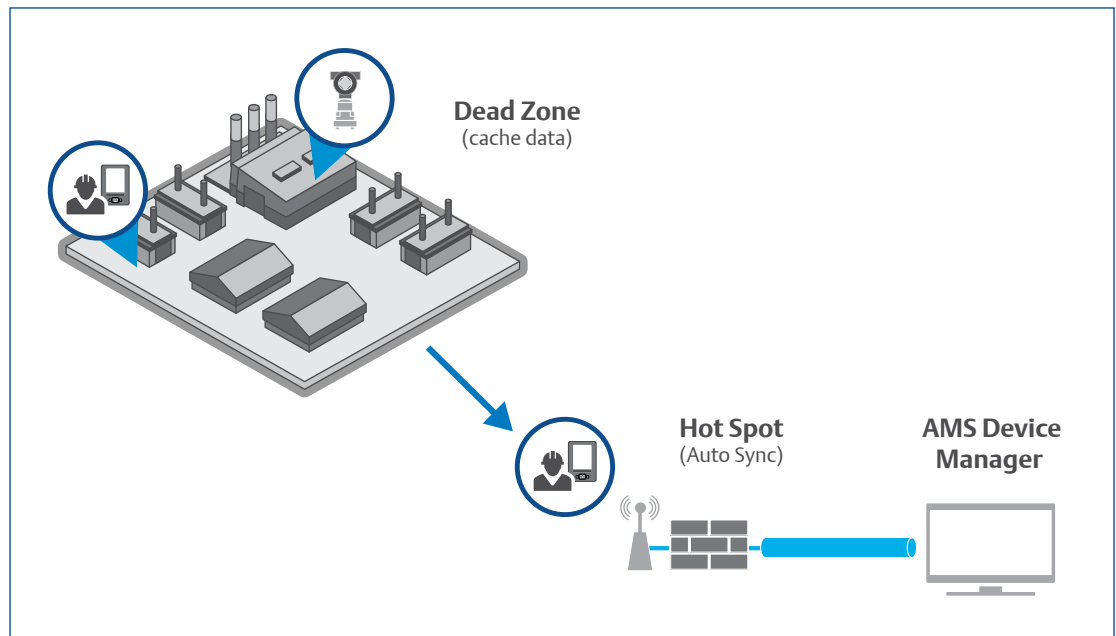 Dead Zone
(cache data)
Hot Spot
(Auto Sync)
AMS Device
Manager